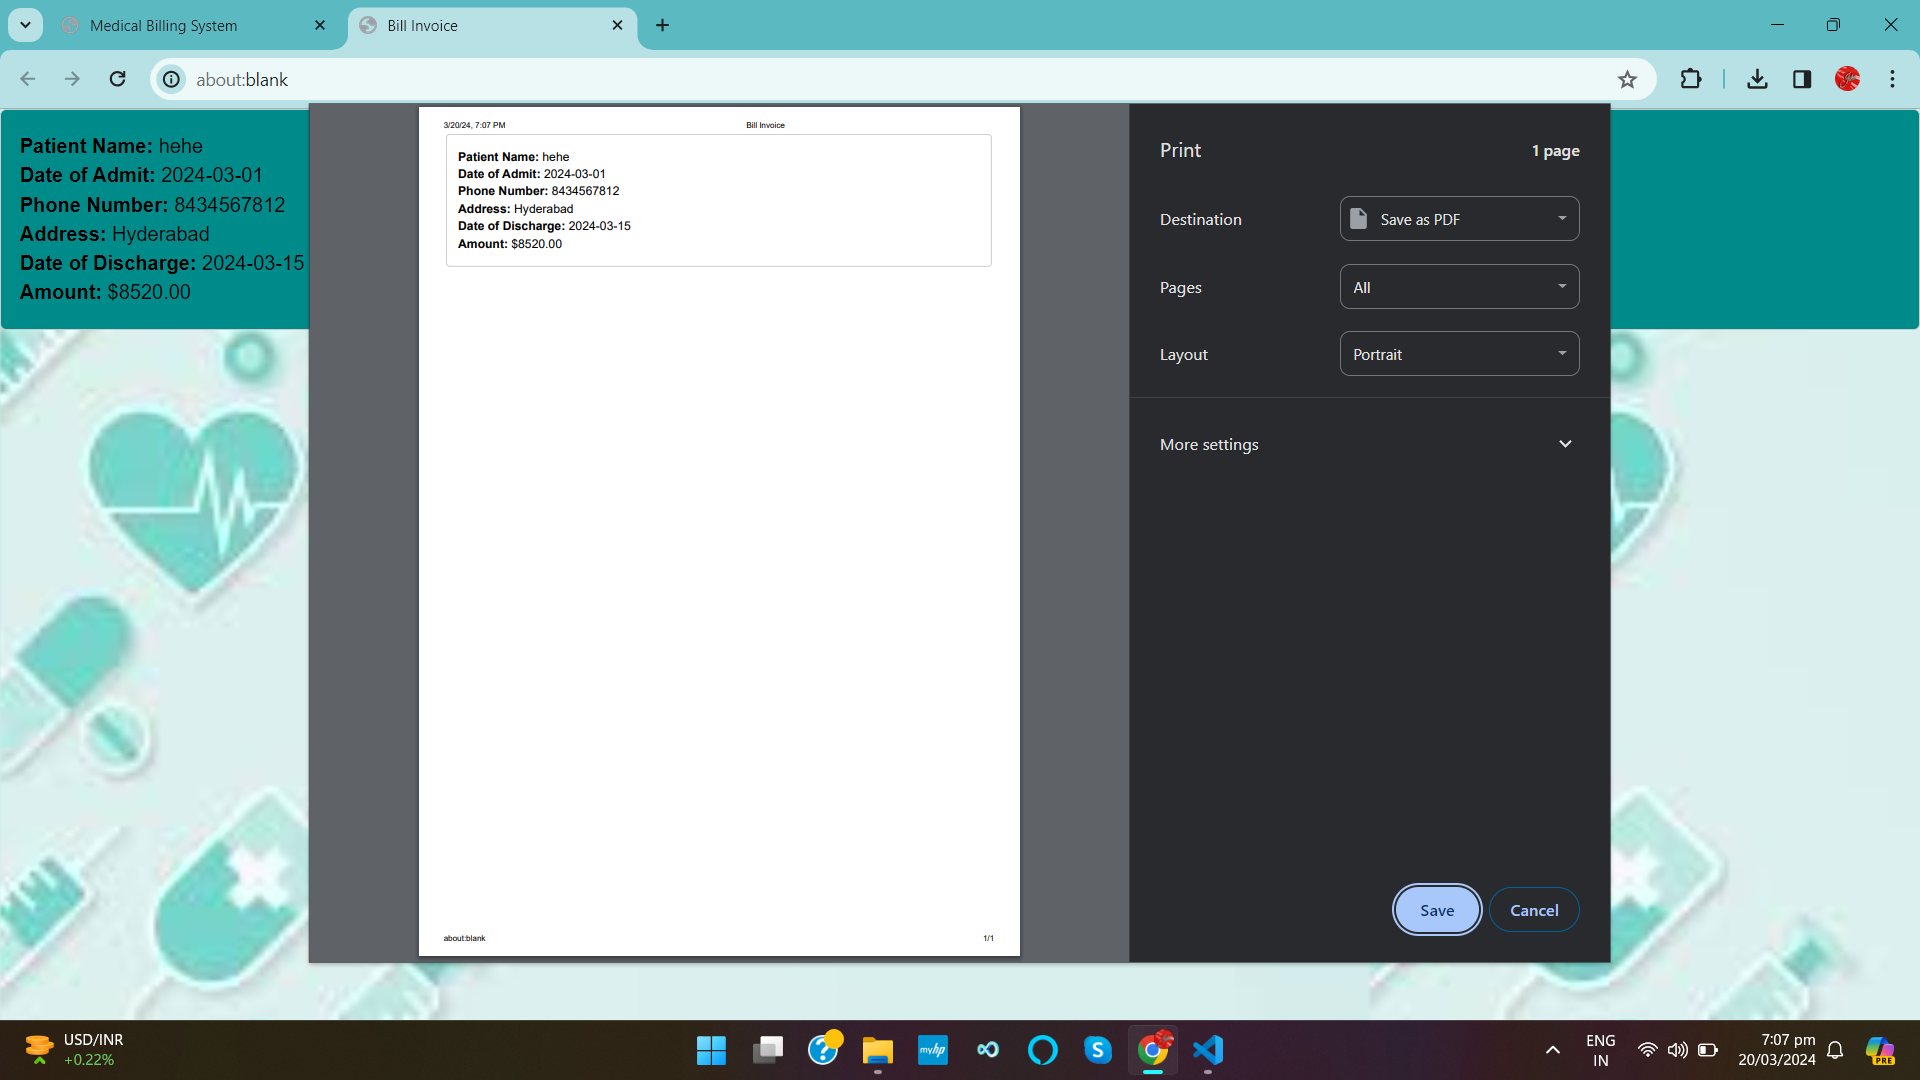 Medical Billing System
Bill Invoice
about:blank
Patient Name: hehe
Date of Admit: 2024-03-01
Phone Number: 8434567812
Address: Hyderabad
Date of Discharge: 2024-03-15
Amount: $8520.00
3/20/24, 7:07 PM
Bill Invoice
Patient Name: hehe
Date of Admit: 2024-03-01
Phone Number: 8434567812
Address: Hyderabad
Date of Discharge: 2024-03-15
Amount: $8520.00
about:blank
1/1
Print
1 page
Destination
Save as PDF
Pages
All
Layout
Portrait
More settings
Save
Cancel
USD/INR
+0.22%
myhp
S
ENG
IN
7:07 pm
20/03/2024
PRE